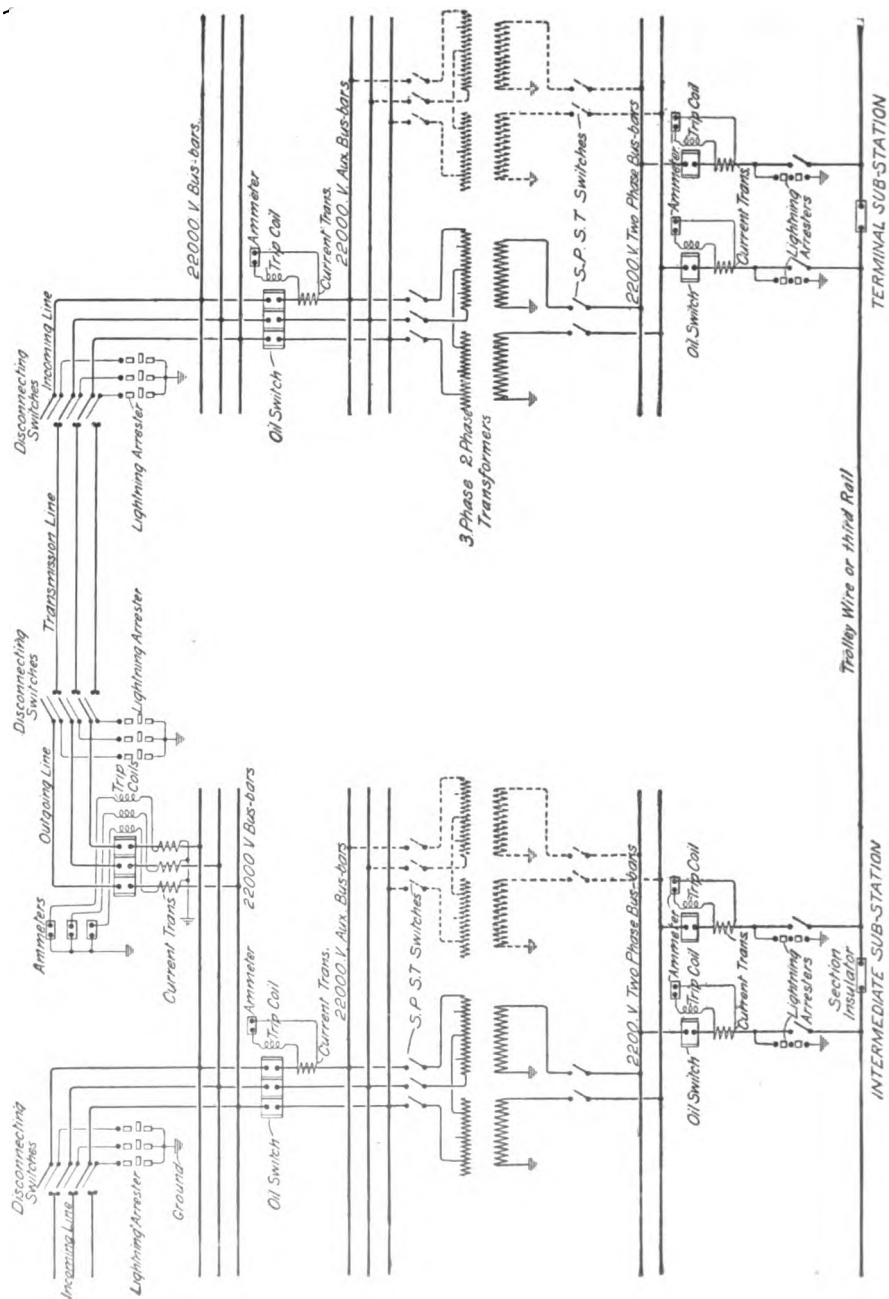 Disconnecting
Switches
Incoming Line
Lightning Arrester
Ground
Outgoing Line
Trip
Coils
Ammeters
Current Trans
Disconnecting
Switches
Lightning Arrester
Transmission Line
Disconnecting
Switches
Incoming Line
Lightning Arrester
22000 V Bus-bars
22000 V Bus-bars.
Oil Switch
Ammeter
Trip Coil
Current Trans.
22000. V Aux. Bus-bars
Oil Switch
Ammeter
Trip Coil
Current Trans.
22000. V Aux Bus-bars
S.P S.T Switches
3.Phase 2.Phase
Transformers
S.P.S.T Switches
2200.V Two Phase Bus-bars
2200.V Two Phase Bus-bars
Oil Switch
Ammeter
Trip Coil
Trip Coil
Current Trans.
Lightning
Arresters
Section
Insulator
Oil Switch
Ammeter
Trip Coil
Trip Coil
Current Trans.
Lightning
Arresters
Trolley Wire or third Rail
INTERMEDIATE SUB-STATION
TERMINAL SUB-STATION